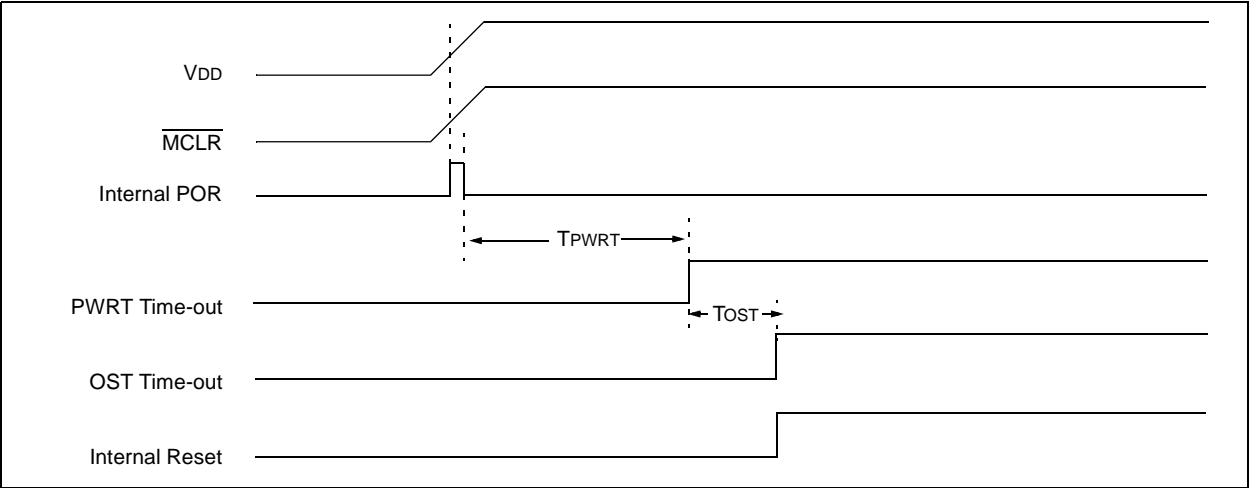 VDD
MCLR
Internal POR
TPWRT
PWRT Time-out
TOST
OST Time-out
Internal Reset